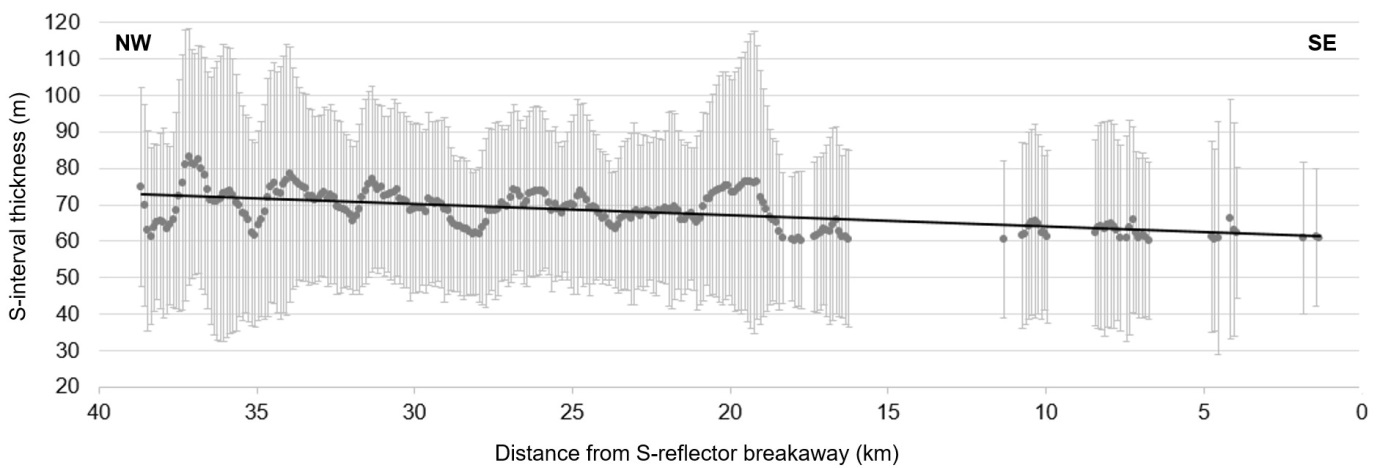 120
NW
SE
110
100
90
80
70
60
50
40
30
20
S-interval thickness (m)
40 35 30 25 20 15 10 5 0
Distance from S-reflector breakaway (km)